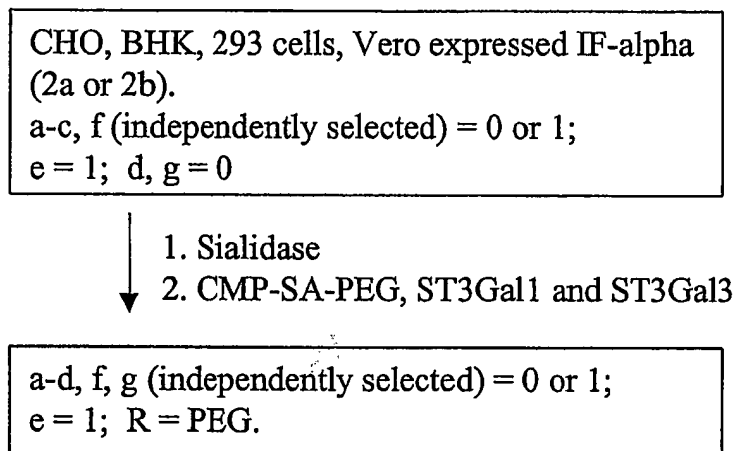 CHO, BHK, 293 cells, Vero expressed IF-alpha
(2a or 2b).
a-c, f (independently selected) = 0 or 1;
e = 1; d, g = 0
1. Sialidase
2. CMP-SA-PEG, ST3Gal1 and ST3Gal3
a-d, f, g (independently selected) = 0 or 1;
e = 1; R = PEG.